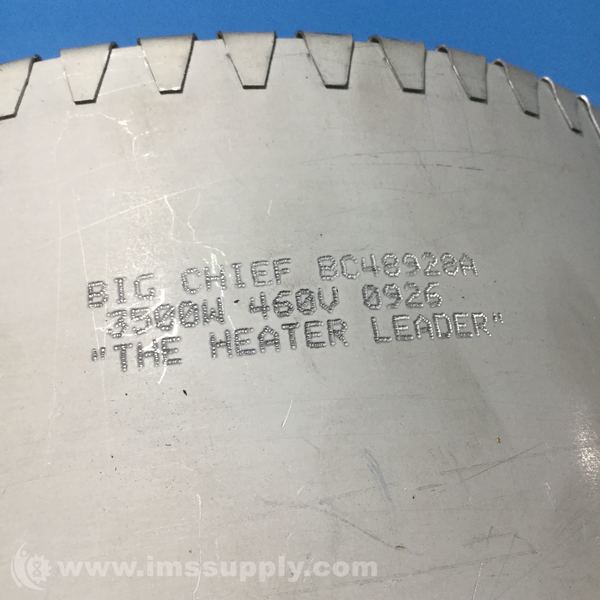 BIG CHIEF BC48928A
3500W 460V 0926
"THE HEATER LEADER"
www.imssupply.com